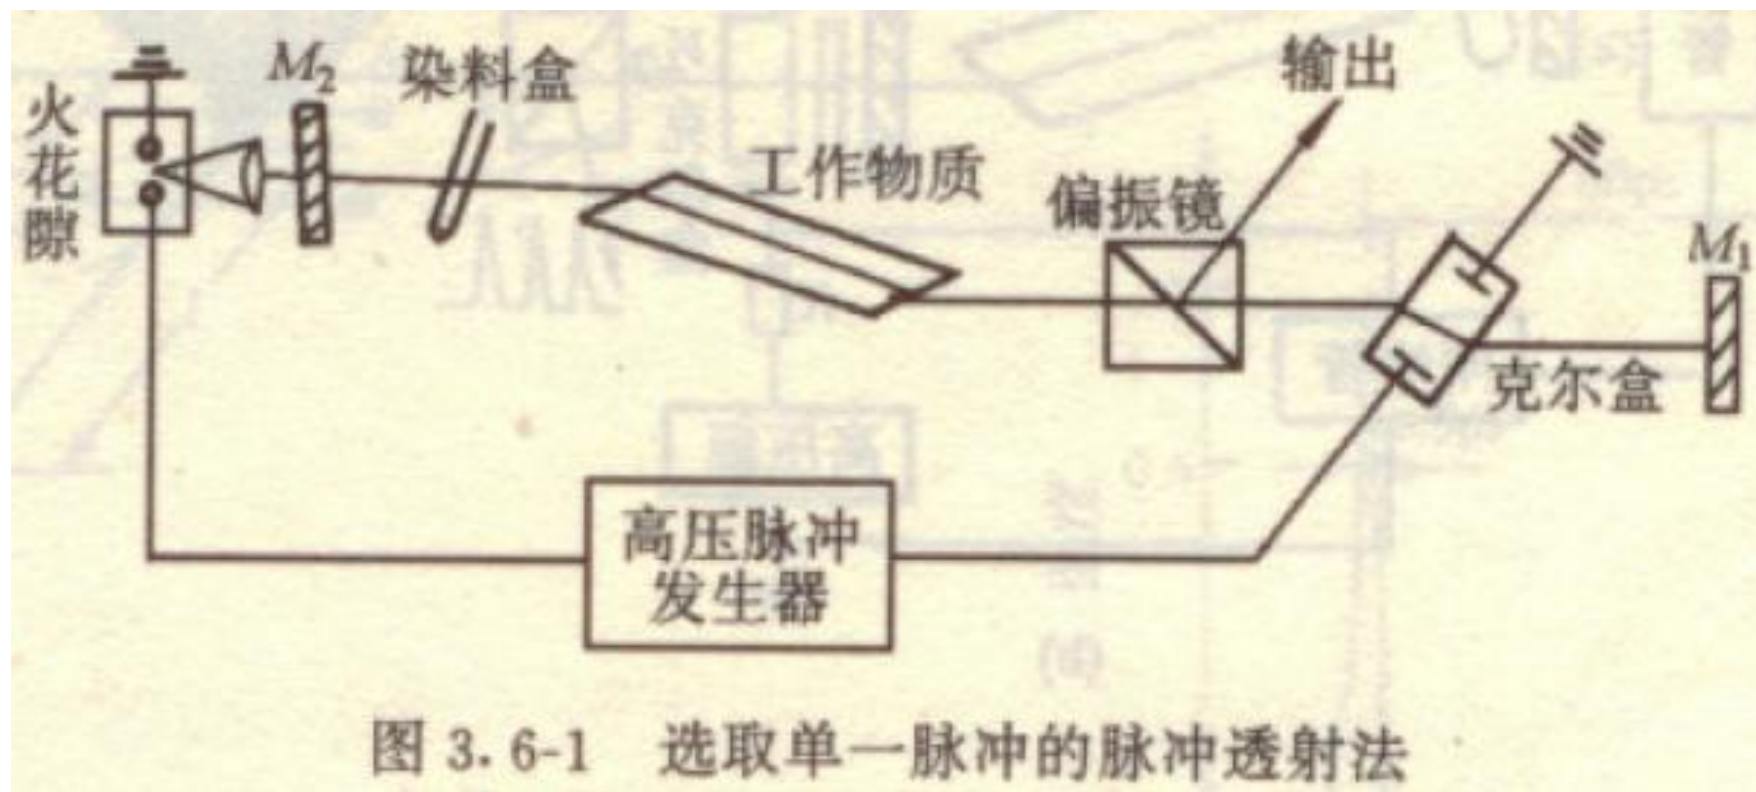 火花隙
M₂
染料盒
工作物质
偏振镜
输出
克尔盒
M₁
高压脉冲
发生器
图 3.6-1 选取单一脉冲的脉冲透射法